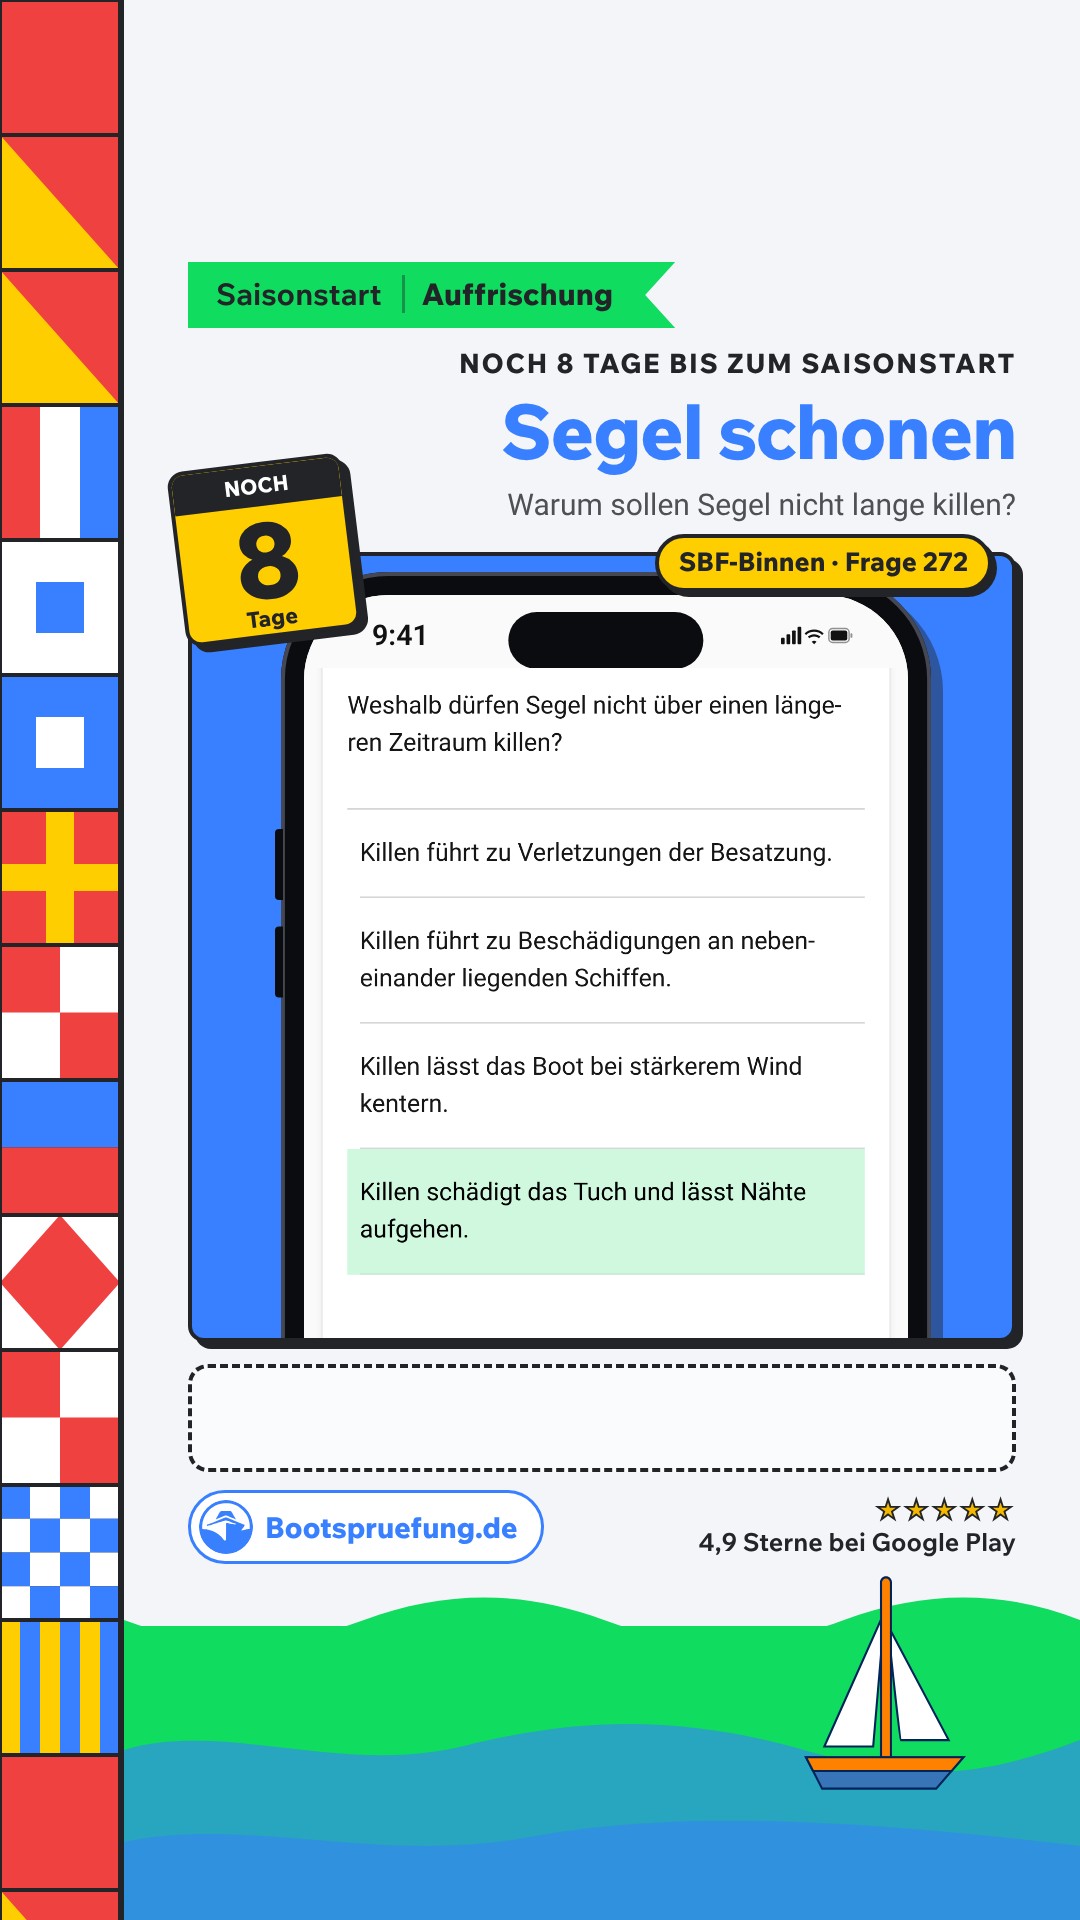 Saisonstart | Auffrischung
NOCH 8 TAGE BIS ZUM SAISONSTART
Segel schonen
Warum sollen Segel nicht lange killen?
NOCH
8
Tage
SBF-Binnen · Frage 272
9:41
Weshalb dürfen Segel nicht über einen länge-
ren Zeitraum killen?
Killen führt zu Verletzungen der Besatzung.
Killen führt zu Beschädigungen an neben-
einander liegenden Schiffen.
Killen lässt das Boot bei stärkerem Wind
kentern.
Killen schädigt das Tuch und lässt Nähte
aufgehen.
Bootspruefung.de
4,9 Sterne bei Google Play